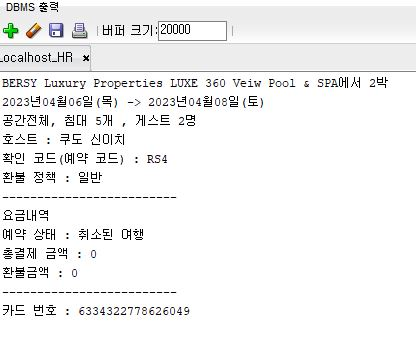 DBMS 출력
버퍼 크기: 20000
Localhost_HR ×
BERSY Luxury Properties LUXE 360 Veiw Pool & SPA에서 2박
2023년04월06일(목) -> 2023년04월08일(토)
공간전체, 침대 5개 , 게스트 2명
호스트 : 쿠도 신이치
확인 코드(예약 코드) : RS4
환불 정책 : 일반
-------------------------
요금내역
예약 상태 : 취소된 여행
총결제 금액 : 0
환불금액 : 0
-------------------------
카드 번호 : 6334322778626049